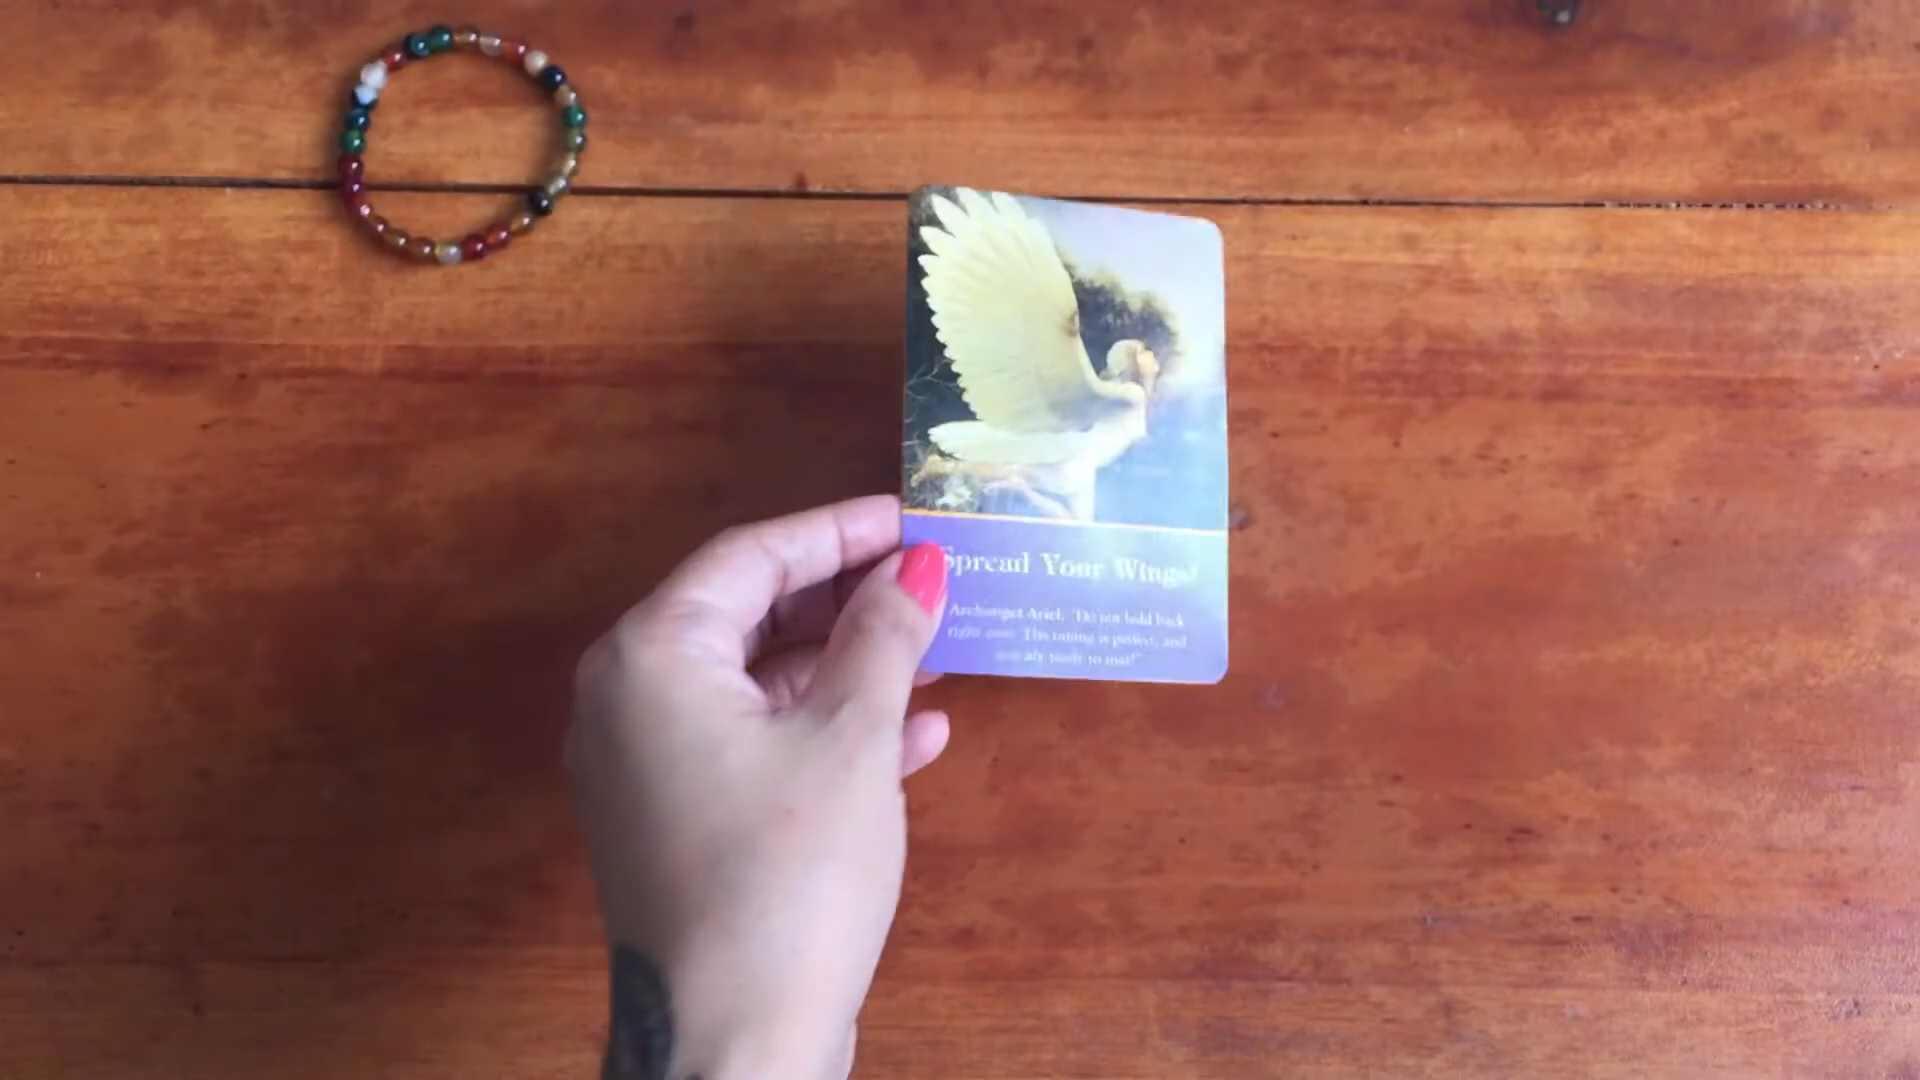 Spread Your Wings!
Archangel Ariel: "Do not hold back
right now. The timing is perfect, and
you are ready to soar!"